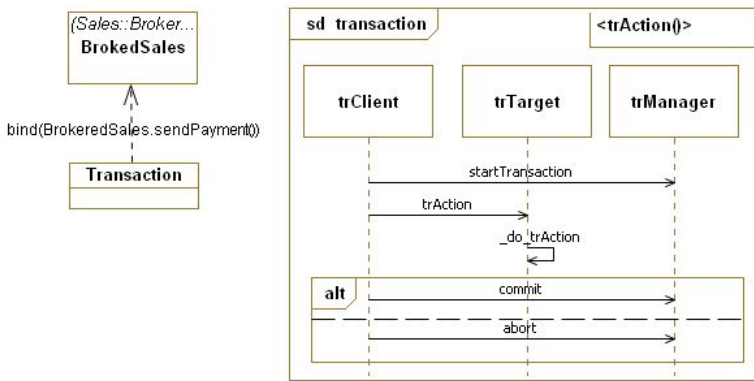 (Sales::Broker...
BrokedSales
bind(BrokeredSales.sendPayment())
Transaction
sd transaction
<trAction()>
trClient
trTarget
trManager
startTransaction
trAction
_do_trAction
alt
commit
abort